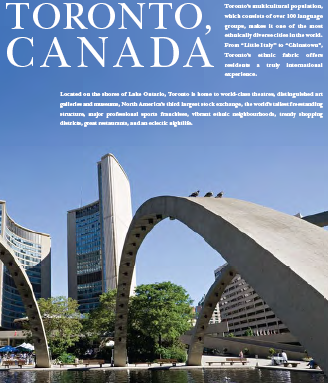 TORONTO,
CANADA
Toronto's multicultural population,
which consists of over 100 language
groups, makes it one of the most
ethnically diverse cities in the world.
From "Little Italy" to "Chinatown",
Toronto's ethnic fabric offers
residents a truly international
experience.
Located on the shores of Lake Ontario, Toronto is home to world-class theatres, distinguished art
galleries and museums, North America's third largest stock exchange, the world's tallest freestanding
structure, major professional sports franchises, vibrant ethnic neighbourhoods, trendy shopping
districts, great restaurants, and an eclectic nightlife.